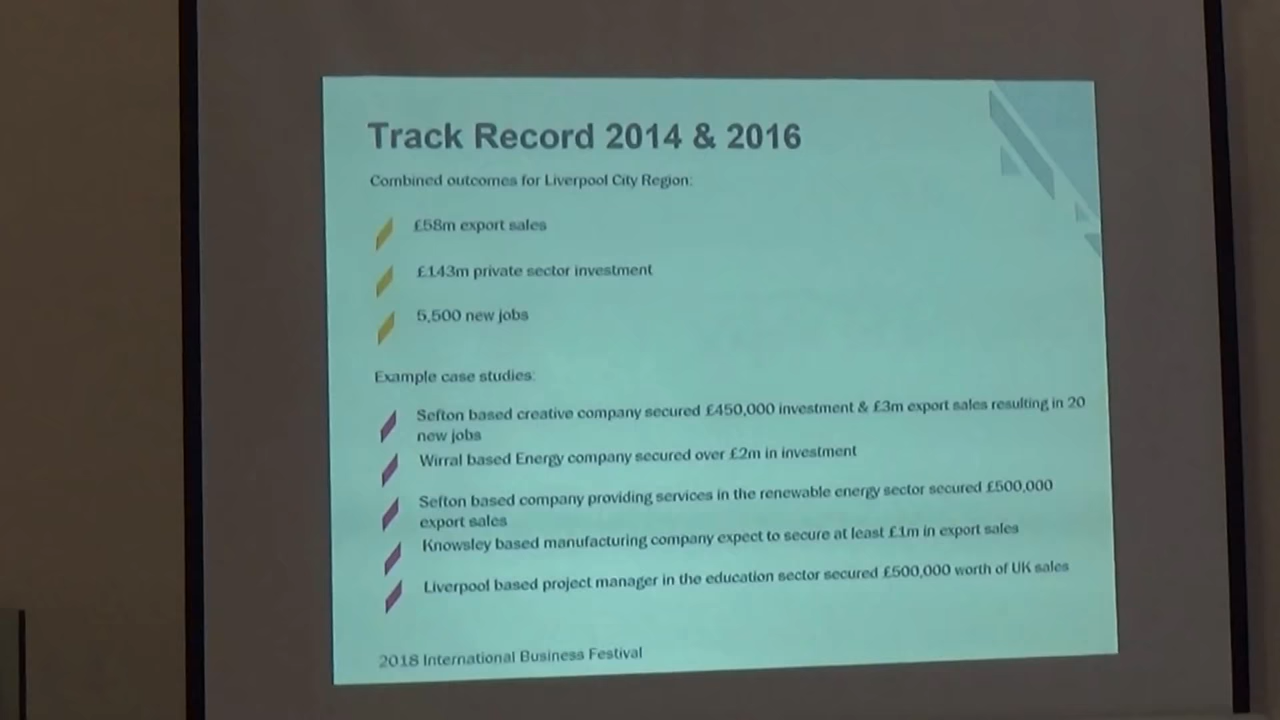 Track Record 2014 & 2016
Combined outcomes for Liverpool City Region:
£58m export sales
£143m private sector investment
5,500 new jobs
Example case studies:
Sefton based creative company secured £450,000 investment & £3m export sales resulting in 20
new jobs
Wirral based Energy company secured over £2m in investment
Sefton based company providing services in the renewable energy sector secured £500,000
export sales
Knowsley based manufacturing company expect to secure at least £1m in export sales
Liverpool based project manager in the education sector secured £500,000 worth of UK sales
2018 International Business Festival